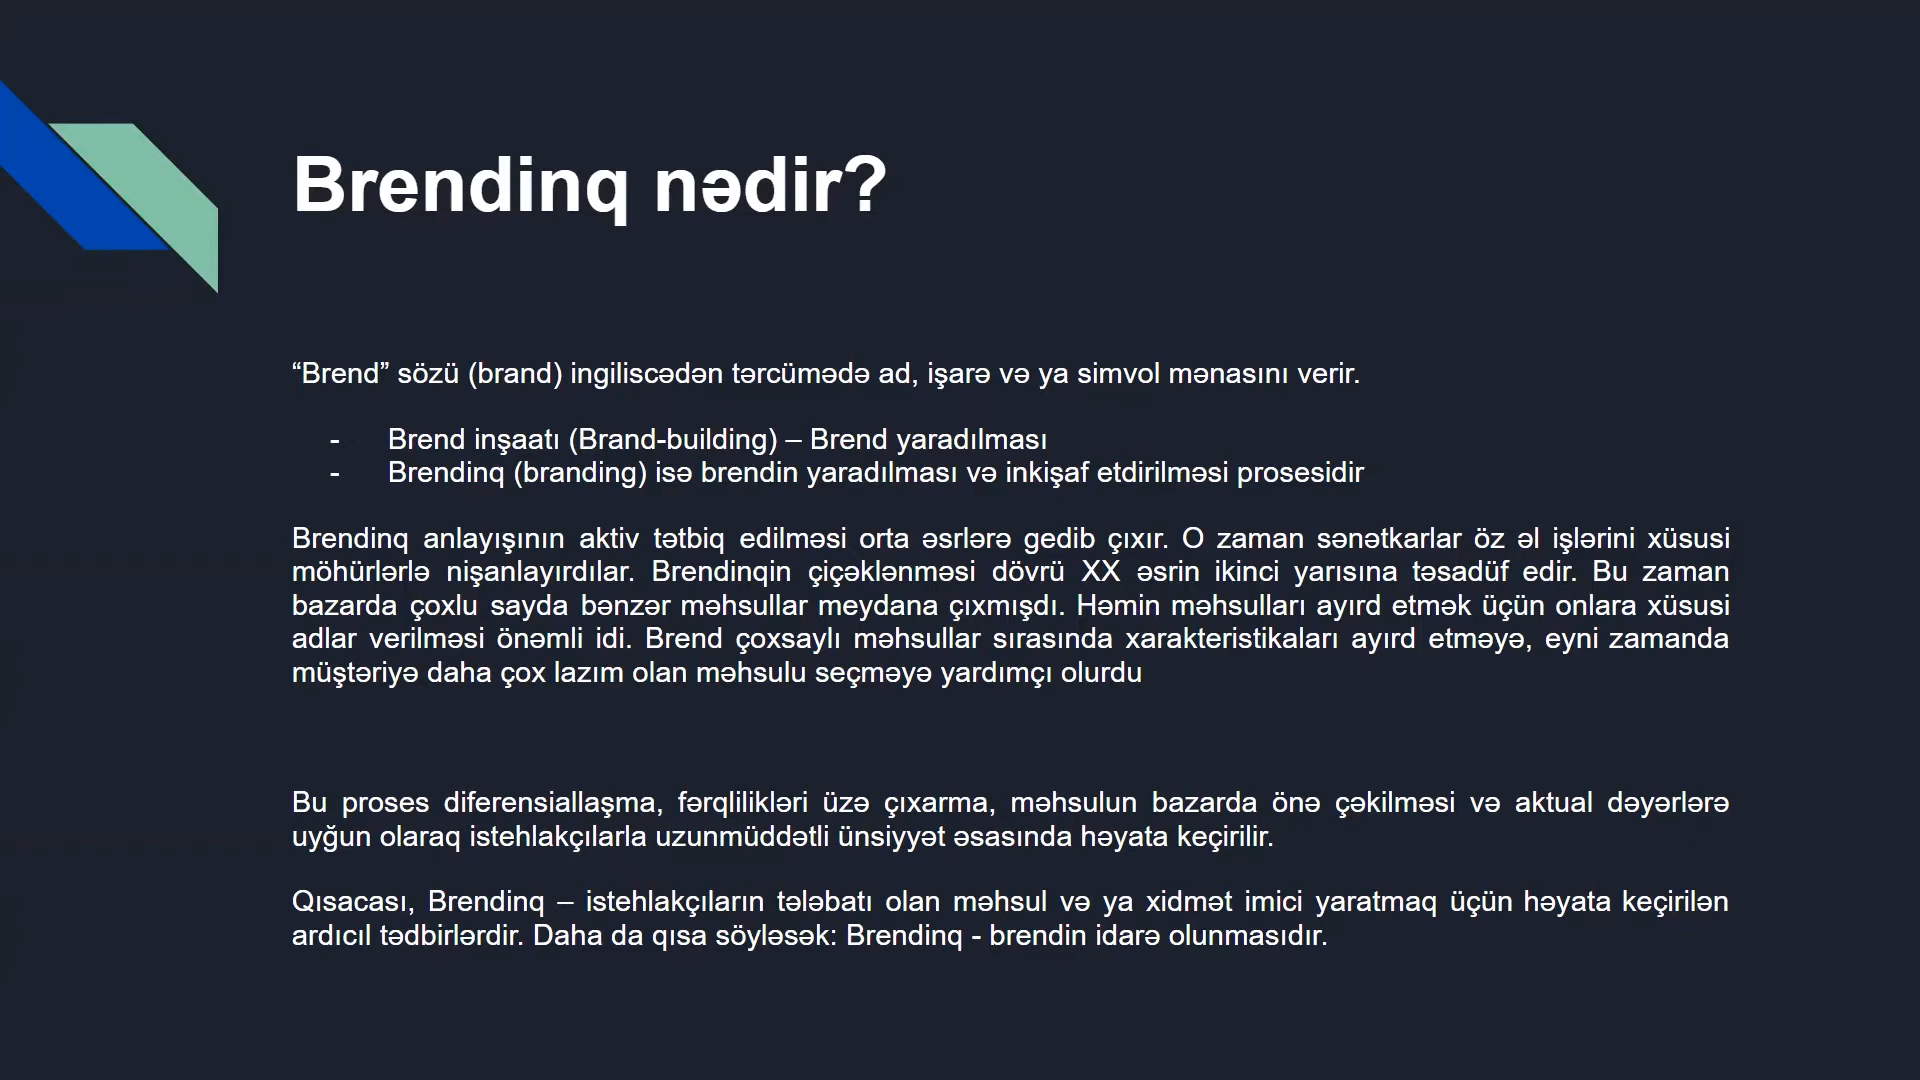 Brendinq nədir?
“Brend” sözü (brand) ingiliscədən tərcümədə ad, işarə və ya simvol mənasını verir.
- Brend inşaatı (Brand-building) – Brend yaradılması
- Brendinq (branding) isə brendin yaradılması və inkişaf etdirilməsi prosesidir
Brendinq anlayışının aktiv tətbiq edilməsi orta əsrlərə gedib çıxır. O zaman sənətkarlar öz əl işlərini xüsusi
möhürlərlə nişanlayırdılar. Brendinqin çiçəklənməsi dövrü XX əsrin ikinci yarısına təsadüf edir. Bu zaman
bazarda çoxlu sayda bənzər məhsullar meydana çıxmışdı. Həmin məhsulları ayırd etmək üçün onlara xüsusi
adlar verilməsi önəmli idi. Brend çoxsaylı məhsullar sırasında xarakteristikaları ayırd etməyə, eyni zamanda
müştəriyə daha çox lazım olan məhsulu seçməyə yardımçı olurdu
Bu proses diferensiallaşma, fərqlilikləri üzə çıxarma, məhsulun bazarda önə çəkilməsi və aktual dəyərlərə
uyğun olaraq istehlakçılarla uzunmüddətli ünsiyyət əsasında həyata keçirilir.
Qısacası, Brendinq – istehlakçıların tələbatı olan məhsul və ya xidmət imici yaratmaq üçün həyata keçirilən
ardıcıl tədbirlərdir. Daha da qısa söyləsək: Brendinq - brendin idarə olunmasıdır.